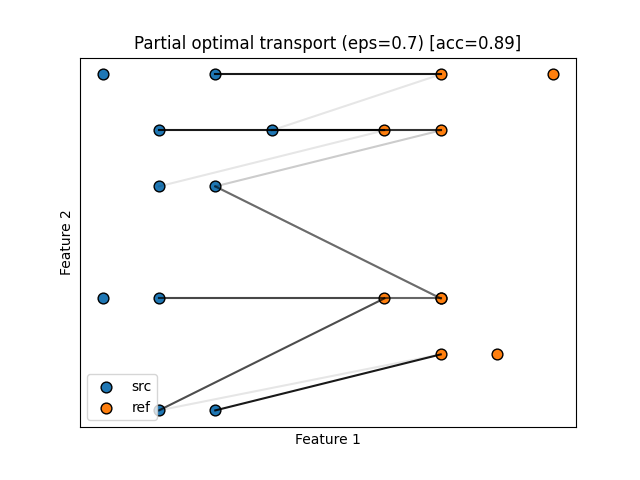 Partial optimal transport (eps=0.7) [acc=0.89]
Feature 2
src
ref
Feature 1